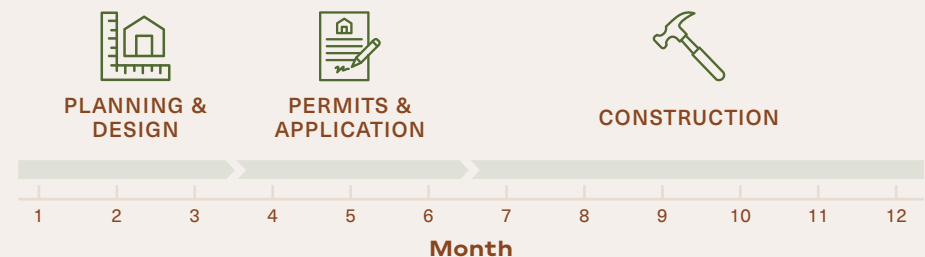 PLANNING &
DESIGN
PERMITS &
APPLICATION
CONSTRUCTION
1 2 3 4 5 6 7 8 9 10 11 12
Month